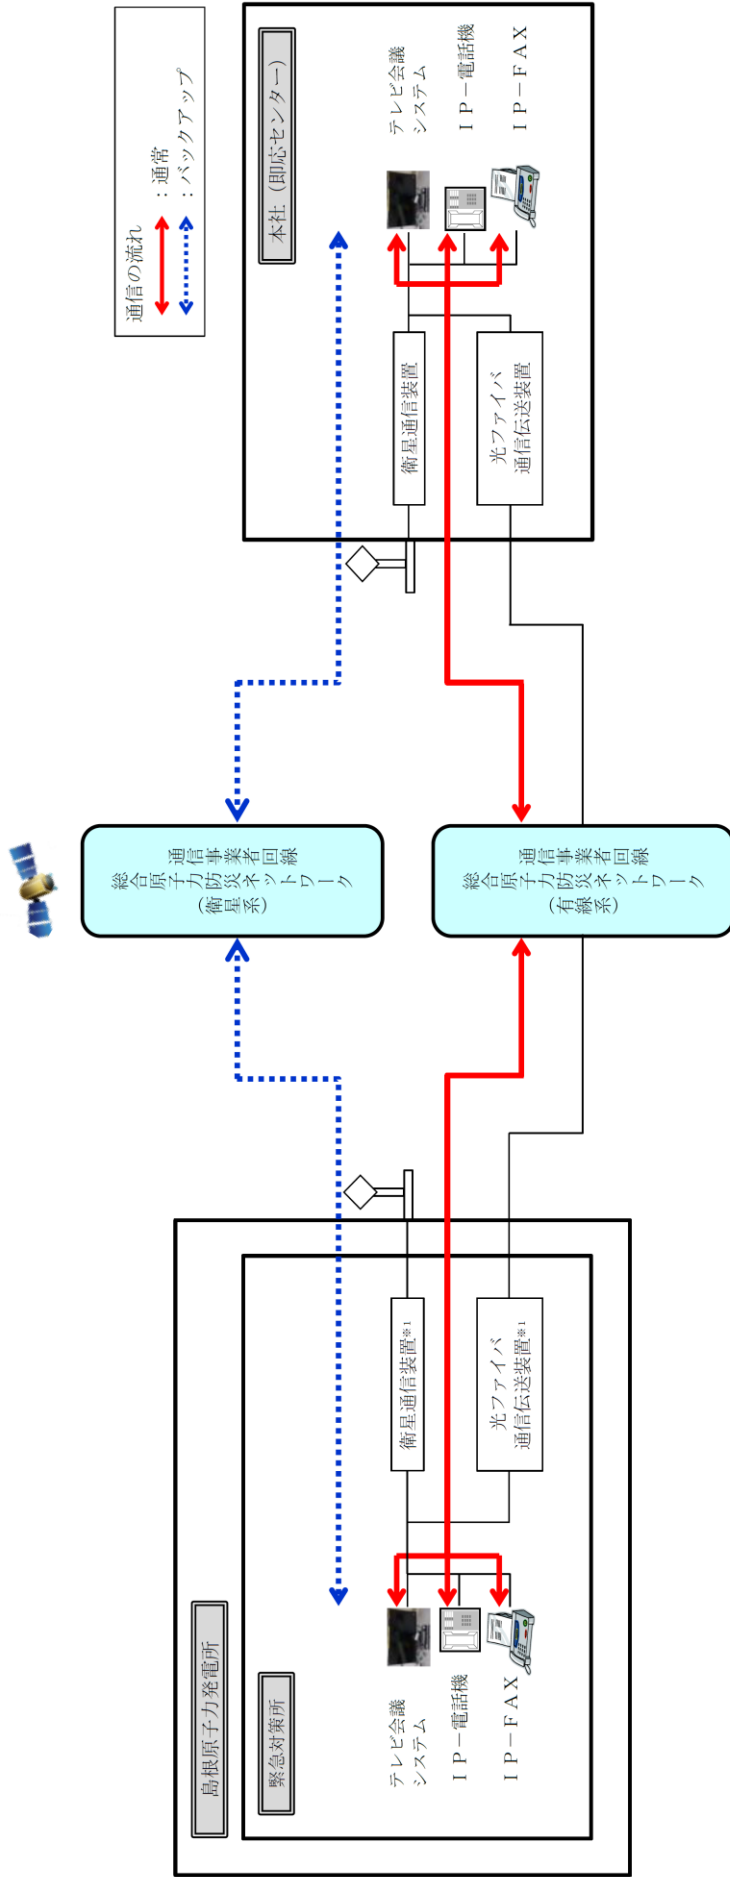 通信の流れ
：通常
：バックアップ
島根原子力発電所
緊急対策所
テレビ会議
システム
ＩＰ－電話機
ＩＰ－ＦＡＸ
衛星通信装置※1
光ファイバ
通信伝送装置※1
通信事業者回線
総合原子力防災ネットワーク
(衛星系)
通信事業者回線
総合原子力防災ネットワーク
(有線系)
本社（即応センター）
衛星通信装置
光ファイバ
通信伝送装置
テレビ会議
システム
ＩＰ－電話機
ＩＰ－ＦＡＸ